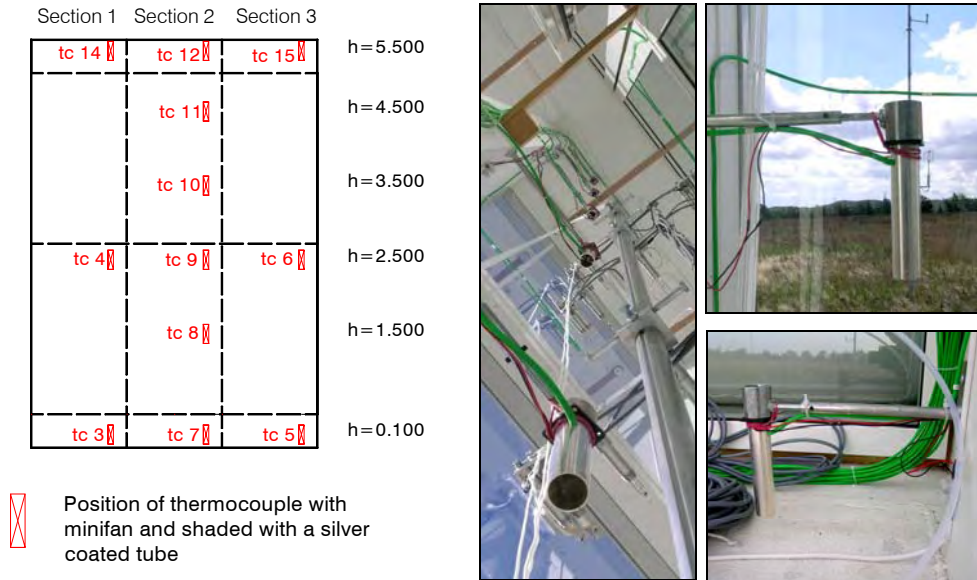 Section 1 Section 2 Section 3
tc 14 tc 12 tc 15 h=5.500
tc 11 h=4.500
tc 10 h=3.500
tc 4 tc 9 tc 6 h=2.500
tc 8 h=1.500
tc 3 tc 7 tc 5 h=0.100
Position of thermocouple with
minifan and shaded with a silver
coated tube